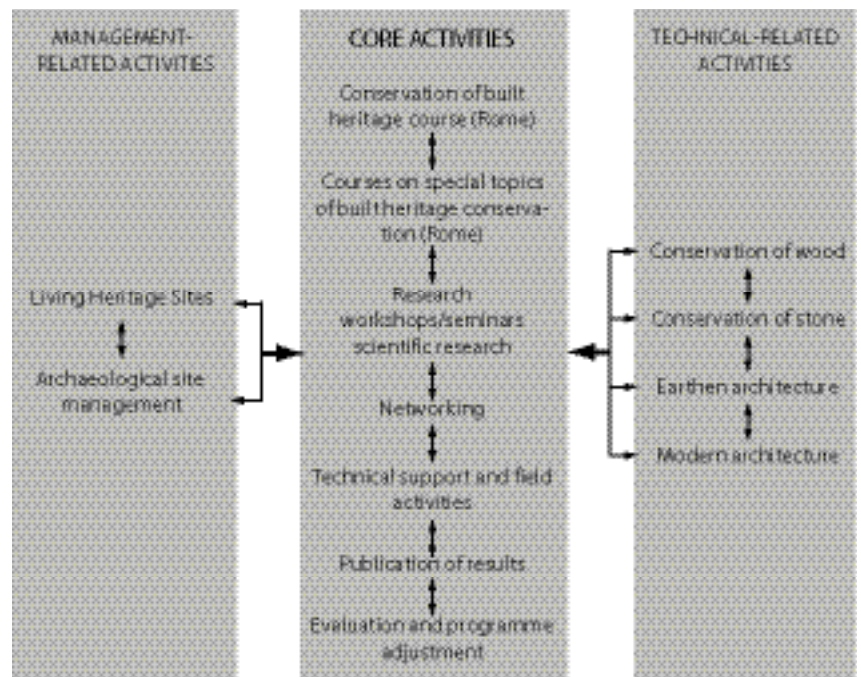 MANAGEMENT-
RELATED ACTIVITIES
Living Heritage Sites
Archaeological site
management
CORE ACTIVITIES
Conservation of built
heritage course (Rome)
Courses on special topics
of built heritage conserva-
tion (Rome)
Research
workshops/seminars
scientific research
Networking
Technical support and field
activities
Publication of results
Evaluation and programme
adjustment
TECHNICAL-RELATED
ACTIVITIES
Conservation of wood
Conservation of stone
Earthen architecture
Modern architecture